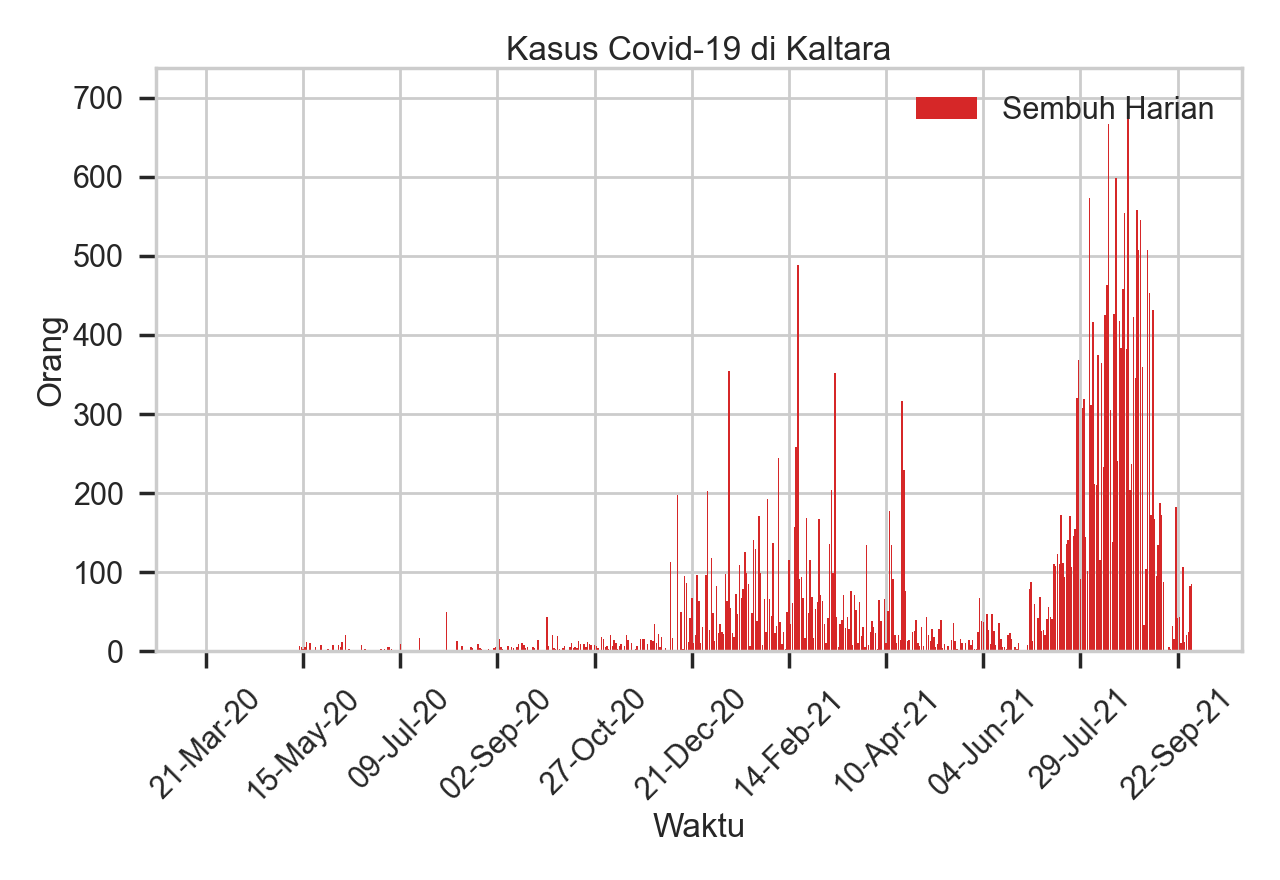 Kasus Covid-19 di Kaltara
Sembuh Harian
Orang
700
600
500
400
300
200
100
0
21-Mar-20
15-May-20
09-Jul-20
02-Sep-20
27-Oct-20
21-Dec-20
14-Feb-21
10-Apr-21
04-Jun-21
29-Jul-21
22-Sep-21
Waktu